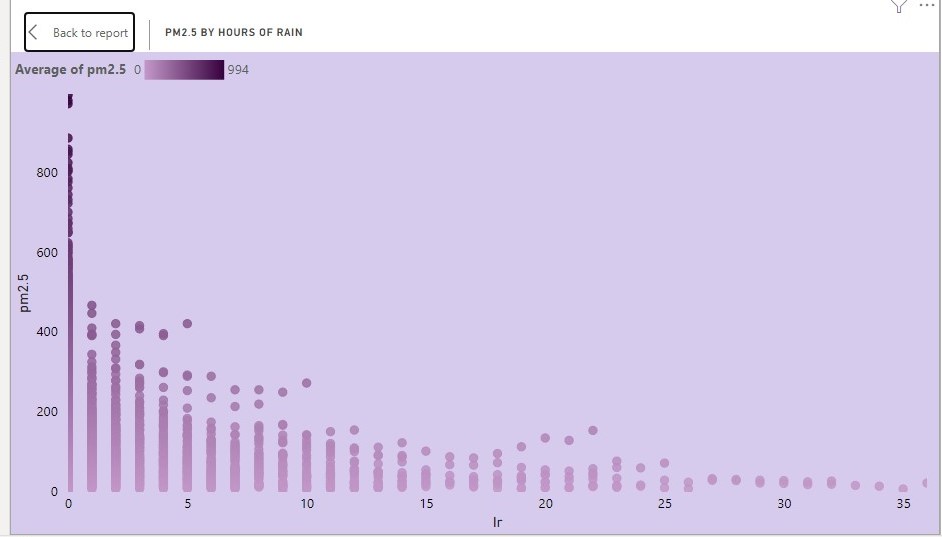 Back to report
PM2.5 BY HOURS OF RAIN
Average of pm2.5 0 994
800
600
400
200
0
pm2.5
0 5 10 15 20 25 30 35
Ir